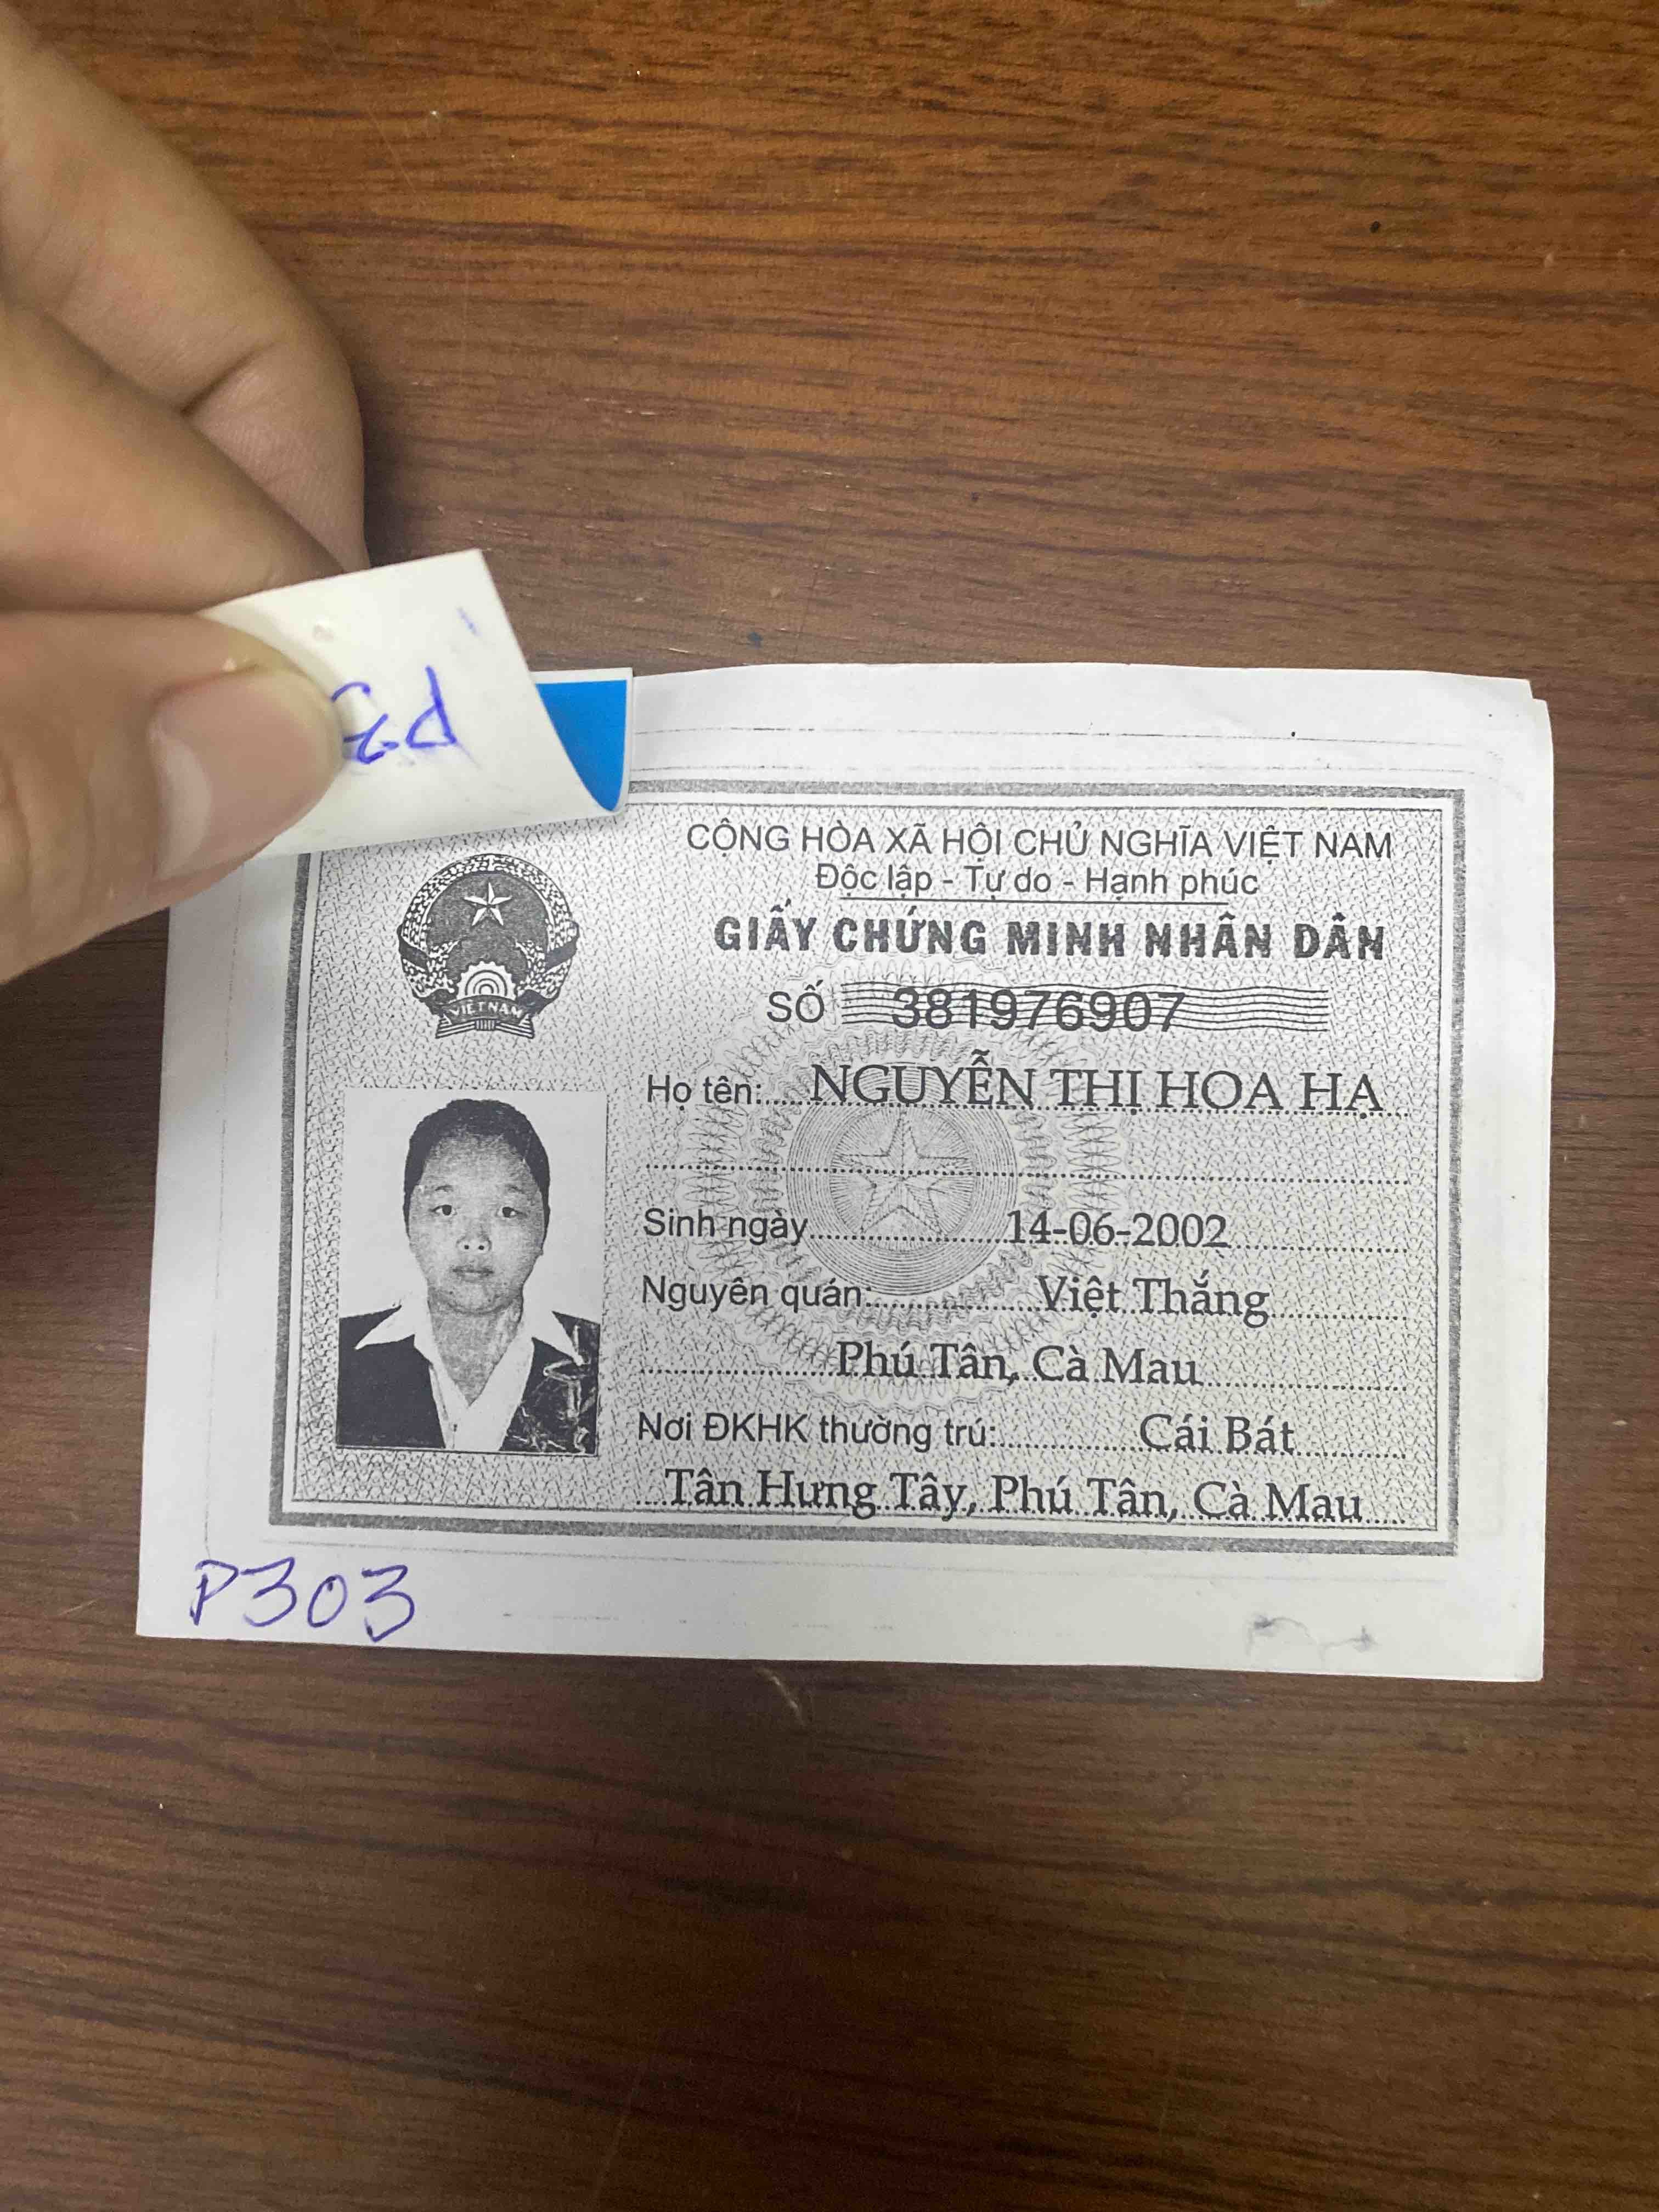 CỘNG HÒA XÃ HỘI CHỦ NGHĨA VIỆT NAM
Độc lập - Tự do - Hạnh phúc
GIẤY CHỨNG MINH NHÂN DÂN
SỐ 381976907
VIỆT NAM
Họ tên: NGUYỄN THỊ HOA HẠ
Sinh ngày 14-06-2002
Nguyên quán: Việt Thắng
Phú Tân, Cà Mau
Nơi ĐKHK thường trú: Cái Bát
Tân Hưng Tây, Phú Tân, Cà Mau
P303